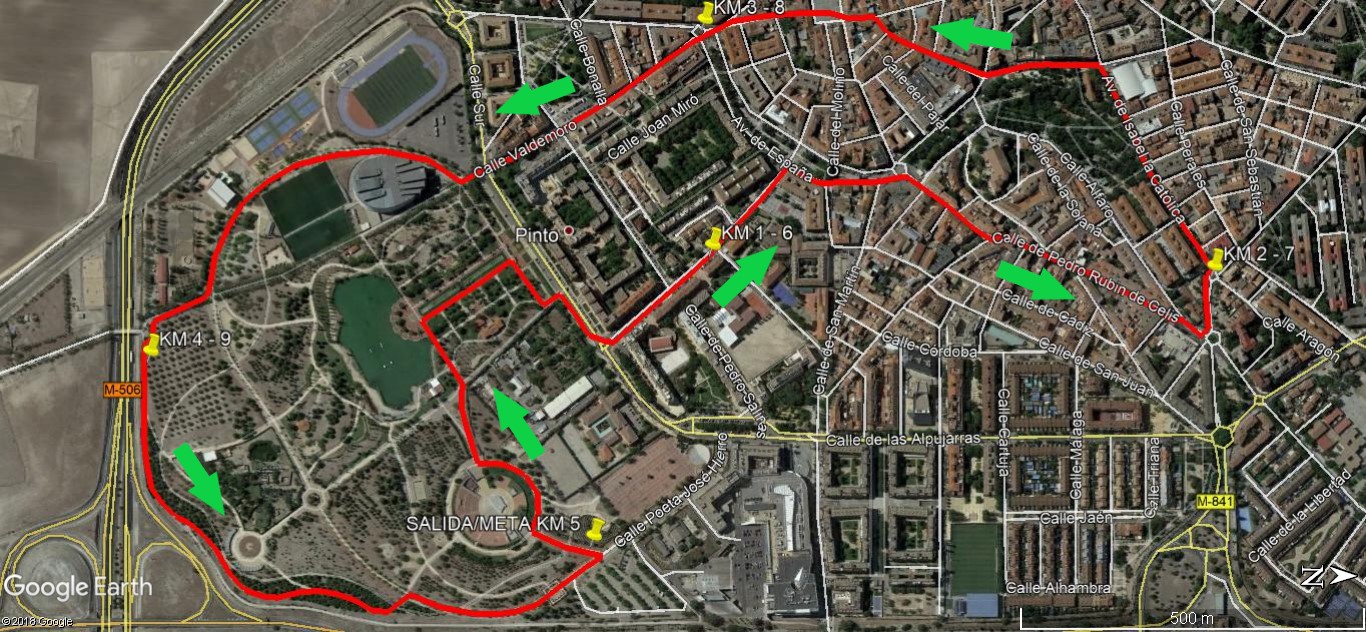 KM 3 - 8
Calle Bonalia
Calle Sur
Calle Valdemoro
Calle Joan Miró
Av. de España
Calle del Molino
Calle del Pajar
Av. de Isabel la Católica
Calle Perales
Calle de San Sebastián
Calle Alfaro
Calle de la Solana
Pinto
KM 1 - 6
KM 2 - 7
Calle de Pedro Rubin de Celis
Calle de Cádiz
Calle de San Martín
Calle Aragón
KM 4 - 9
Calle de Pedro Salinas
Calle Córdoba
Calle de San Juan
M-506
Calle de las Alpujarras
Calle Cartuja
Calle Málaga
Calle Triana
SALIDA/META KM 5
Calle Poeta José Hierro
M-841
Calle Jaén
Calle de la Libertad
Calle Alhambra
Google Earth
N
©2018 Google
500 m